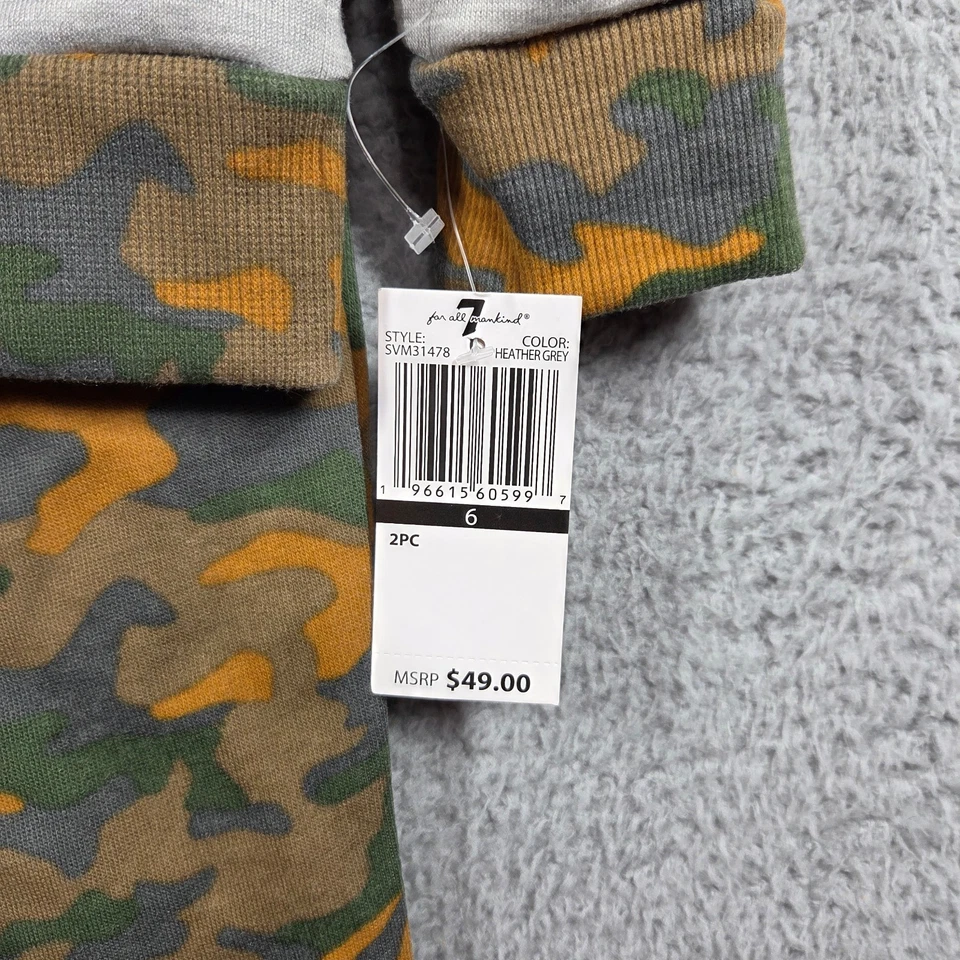 7 for all mankind®
STYLE: COLOR:
SVM31478 HEATHER GREY
1 96615 60599 7
6
2PC
MSRP $49.00